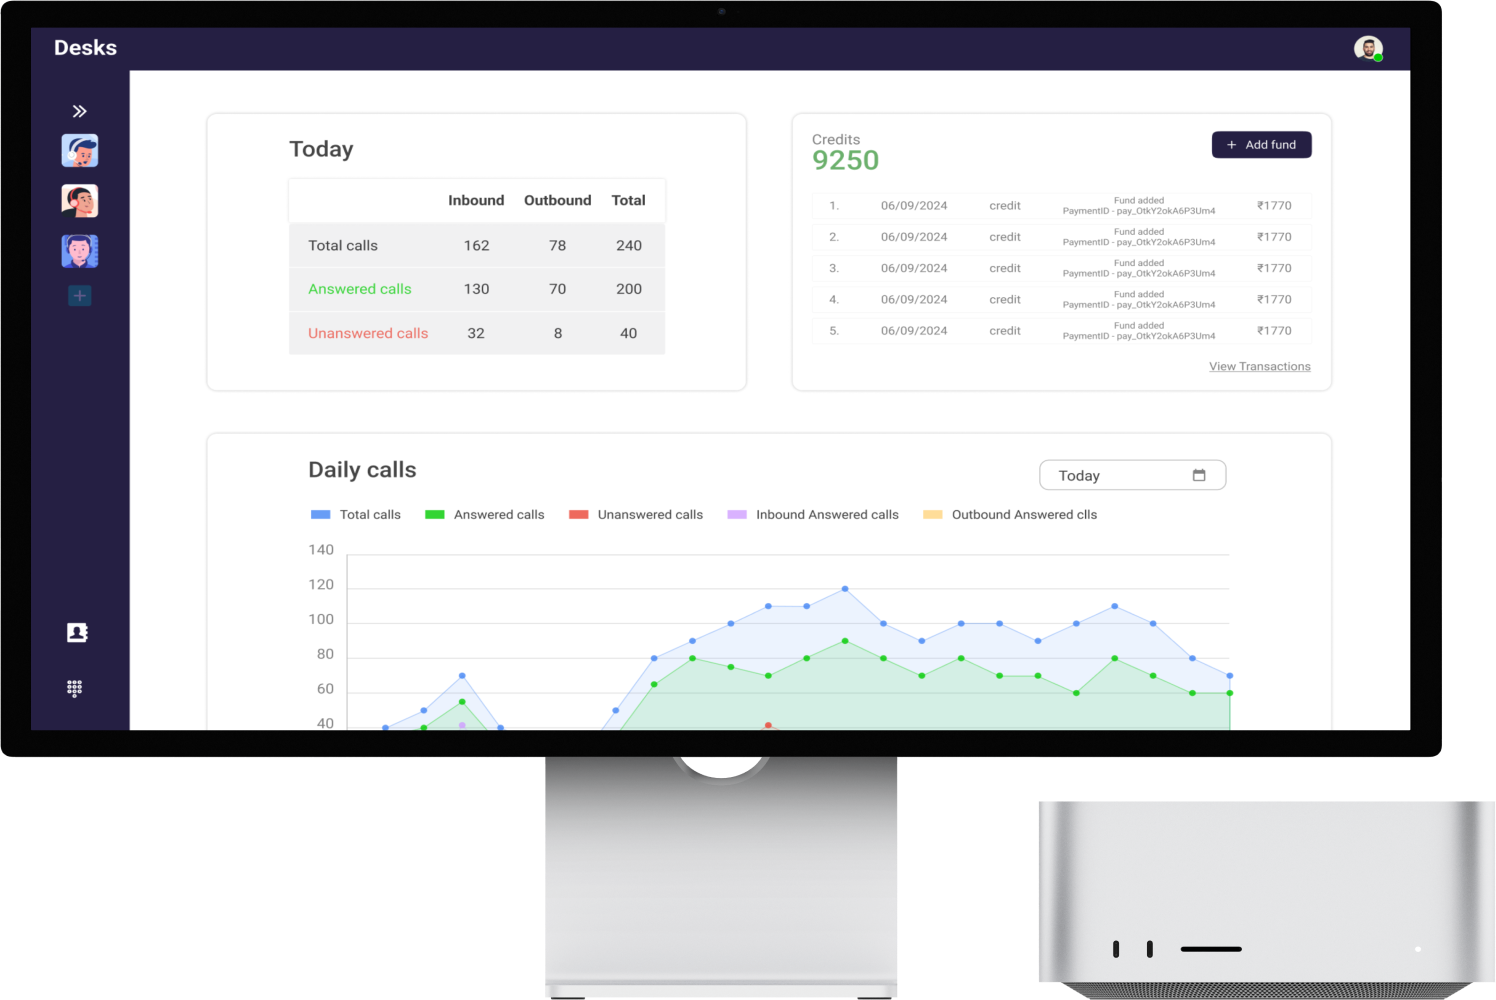 Desks
Today
Inbound Outbound Total
Total calls 162 78 240
Answered calls 130 70 200
Unanswered calls 32 8 40
Credits
9250
+ Add fund
1. 06/09/2024 credit Fund added ₹1770
PaymentID - pay_OtkY2okA6P3Um4
2. 06/09/2024 credit Fund added ₹1770
PaymentID - pay_OtkY2okA6P3Um4
3. 06/09/2024 credit Fund added ₹1770
PaymentID - pay_OtkY2okA6P3Um4
4. 06/09/2024 credit Fund added ₹1770
PaymentID - pay_OtkY2okA6P3Um4
5. 06/09/2024 credit Fund added ₹1770
PaymentID - pay_OtkY2okA6P3Um4
View Transactions
Daily calls
Today
Total calls Answered calls Unanswered calls Inbound Answered calls Outbound Answered clls
140
120
100
80
60
40